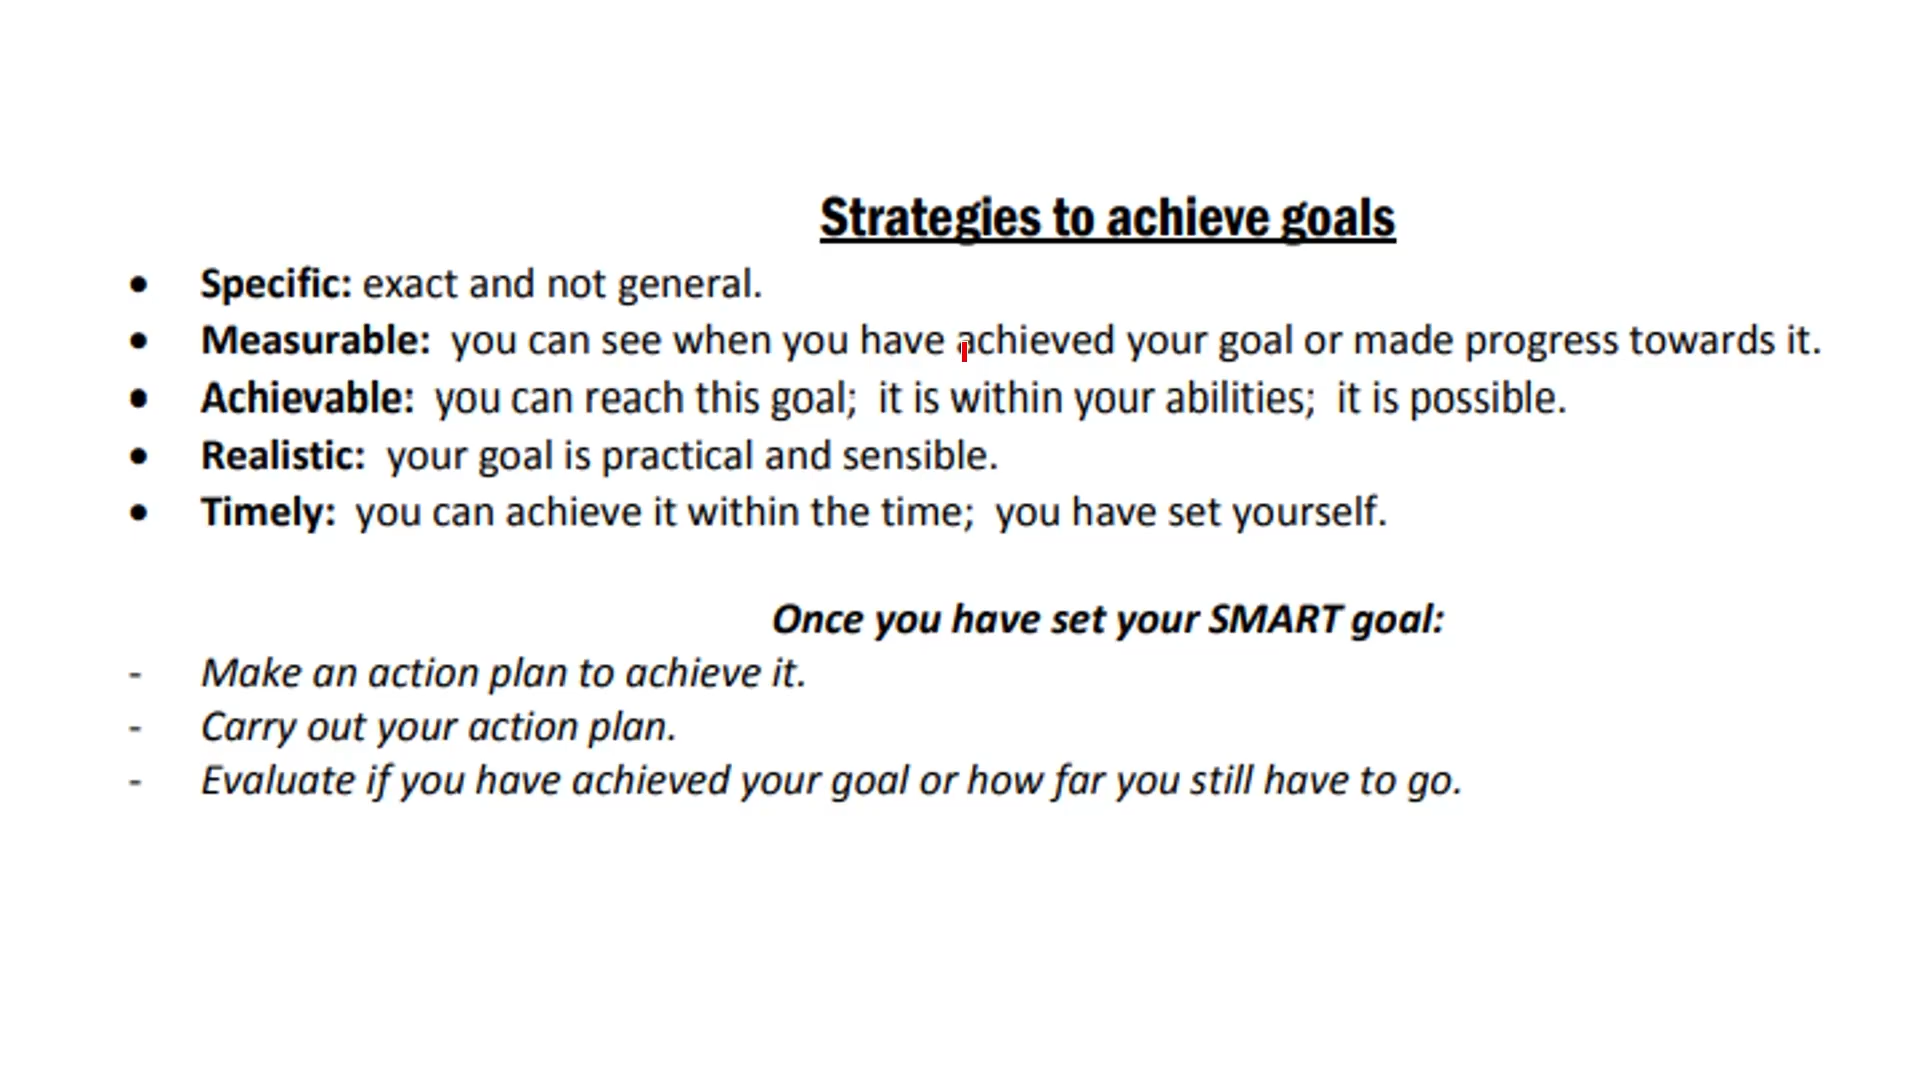 Strategies to achieve goals
• Specific: exact and not general.
• Measurable: you can see when you have achieved your goal or made progress towards it.
• Achievable: you can reach this goal; it is within your abilities; it is possible.
• Realistic: your goal is practical and sensible.
• Timely: you can achieve it within the time; you have set yourself.
Once you have set your SMART goal:
- Make an action plan to achieve it.
- Carry out your action plan.
- Evaluate if you have achieved your goal or how far you still have to go.